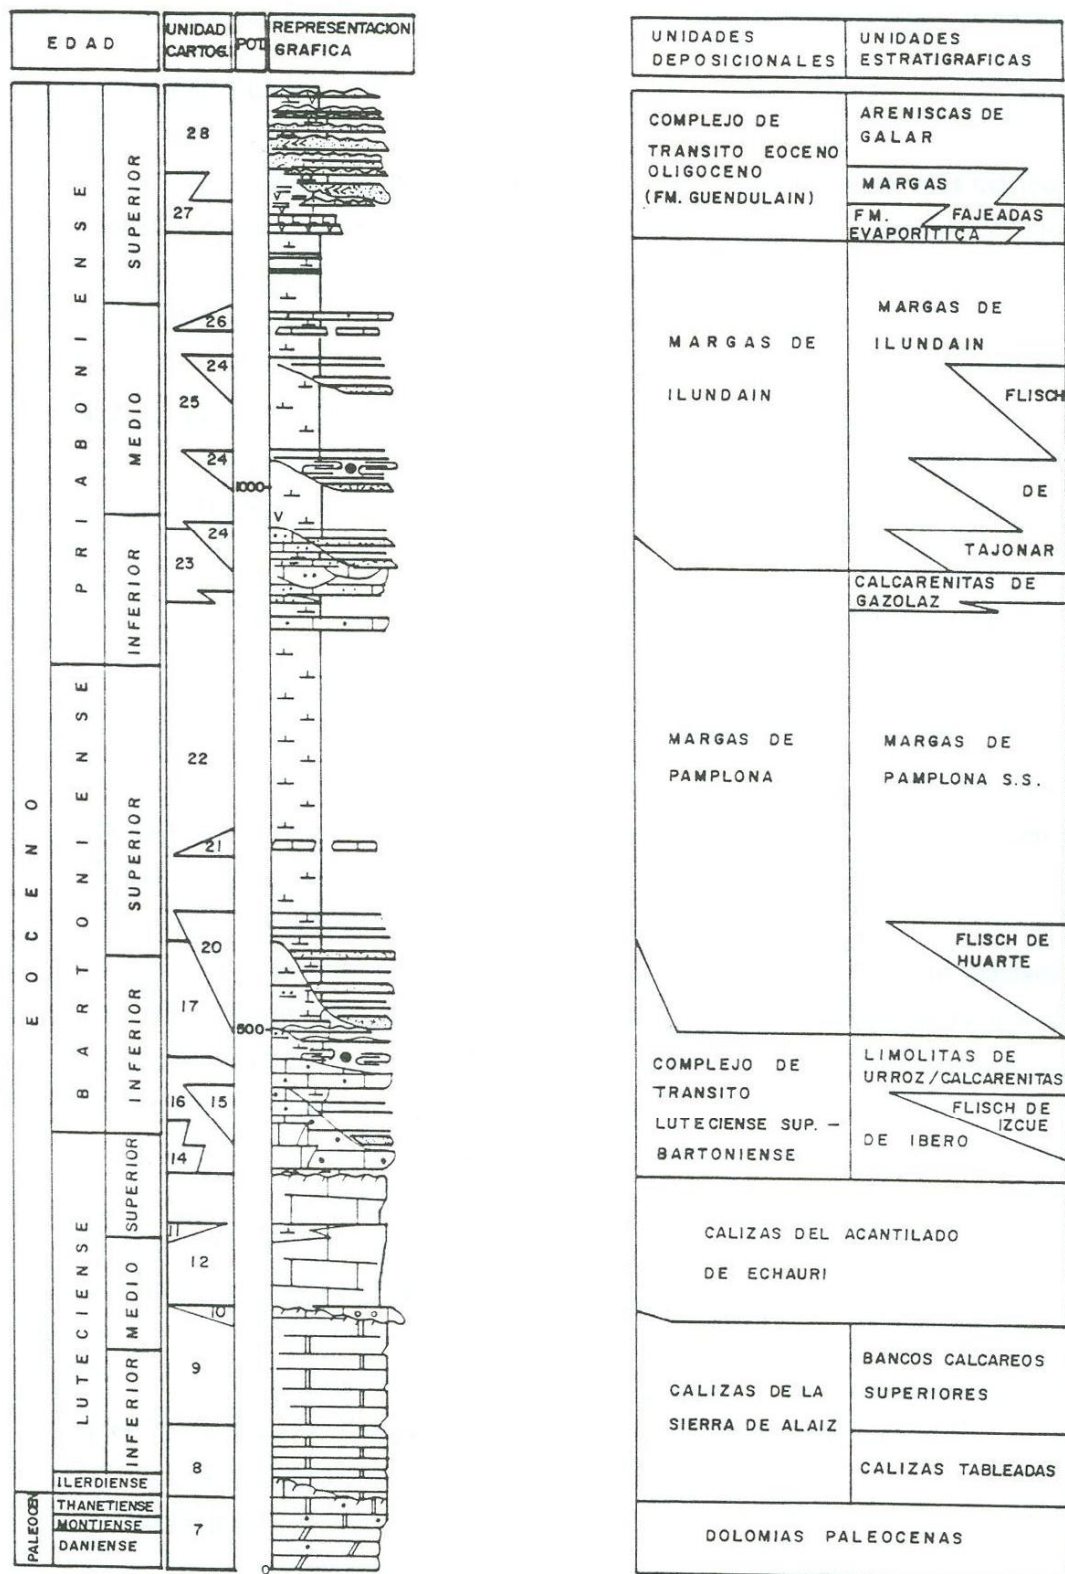 EDAD
UNIDAD
CARTOG.
POT.
REPRESENTACION
GRAFICA
EOCENO
PALEOCEN
PRIABONIENSE
BARTONIENSE
LUTECIENSE
ILERDIENSE
THANETIENSE
MONTIENSE
DANIENSE
SUPERIOR
MEDIO
INFERIOR
SUPERIOR
INFERIOR
SUPERIOR
MEDIO
INFERIOR
28
27
26
24
25
24
24
23
22
21
20
17
16
15
14
11
12
10
9
8
7
1000
500
0
UNIDADES
DEPOSICIONALES
UNIDADES
ESTRATIGRAFICAS
COMPLEJO DE
TRANSITO EOCENO
OLIGOCENO
(FM. GUENDULAIN)
ARENISCAS DE
GALAR
MARGAS
FM. FAJEADAS
EVAPORÍTICA
MARGAS DE
ILUNDAIN
MARGAS DE
ILUNDAIN
FLISCH
DE
TAJONAR
CALCARENITAS DE
GAZOLAZ
MARGAS DE
PAMPLONA
MARGAS DE
PAMPLONA S.S.
FLISCH DE
HUARTE
COMPLEJO DE
TRANSITO
LUTECIENSE SUP. –
BARTONIENSE
LIMOLITAS DE
URROZ/CALCARENITAS
FLISCH DE
IZCUE
DE IBERO
CALIZAS DEL ACANTILADO
DE ECHAURI
CALIZAS DE LA
SIERRA DE ALAIZ
BANCOS CALCAREOS
SUPERIORES
CALIZAS TABLEADAS
DOLOMIAS PALEOCENAS